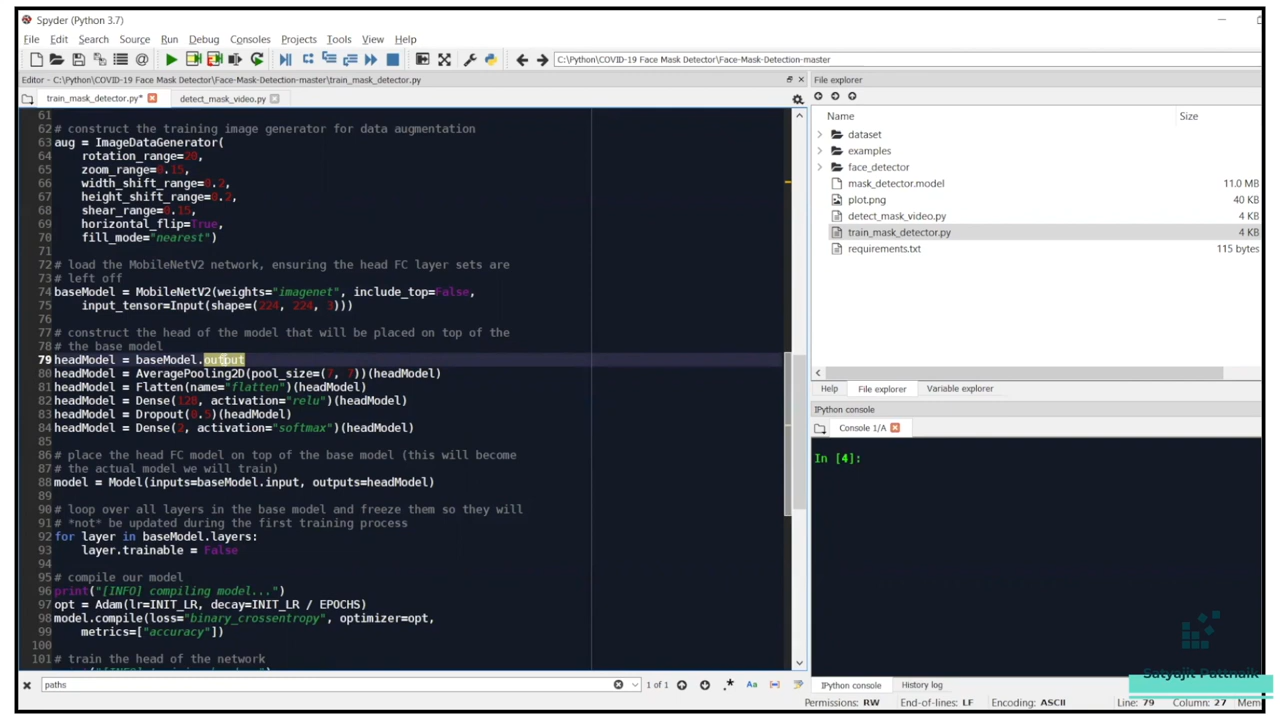 Spyder (Python 3.7)
File Edit Search Source Run Debug Consoles Projects Tools View Help
C:\Python\COVID-19 Face Mask Detector\Face-Mask-Detection-master
Editor - C:\Python\COVID-19 Face Mask Detector\Face-Mask-Detection-master\train_mask_detector.py
train_mask_detector.py* detect_mask_video.py
61
62 # construct the training image generator for data augmentation
63 aug = ImageDataGenerator(
64 rotation_range=20,
65 zoom_range=0.15,
66 width_shift_range=0.2,
67 height_shift_range=0.2,
68 shear_range=0.15,
69 horizontal_flip=True,
70 fill_mode="nearest")
71
72 # load the MobileNetV2 network, ensuring the head FC layer sets are
73 # left off
74 baseModel = MobileNetV2(weights="imagenet", include_top=False,
75 input_tensor=Input(shape=(224, 224, 3)))
76
77 # construct the head of the model that will be placed on top of the
78 # the base model
79 headModel = baseModel.output
80 headModel = AveragePooling2D(pool_size=(7, 7))(headModel)
81 headModel = Flatten(name="flatten")(headModel)
82 headModel = Dense(128, activation="relu")(headModel)
83 headModel = Dropout(0.5)(headModel)
84 headModel = Dense(2, activation="softmax")(headModel)
85
86 # place the head FC model on top of the base model (this will become
87 # the actual model we will train)
88 model = Model(inputs=baseModel.input, outputs=headModel)
89
90 # loop over all layers in the base model and freeze them so they will
91 # *not* be updated during the first training process
92 for layer in baseModel.layers:
93 layer.trainable = False
94
95 # compile our model
96 print("[INFO] compiling model...")
97 opt = Adam(lr=INIT_LR, decay=INIT_LR / EPOCHS)
98 model.compile(loss="binary_crossentropy", optimizer=opt,
99 metrics=["accuracy"])
100
101 # train the head of the network
paths
1 of 1
Aa
File explorer
Name Size
dataset
examples
face_detector
mask_detector.model 11.0 MB
plot.png 40 KB
detect_mask_video.py 4 KB
train_mask_detector.py 4 KB
requirements.txt 115 bytes
Help File explorer Variable explorer
IPython console
Console 1/A
In [4]:
Satyajit Pattnaik
IPython console History log
Permissions: RW End-of-lines: LF Encoding: ASCII Line: 79 Column: 27